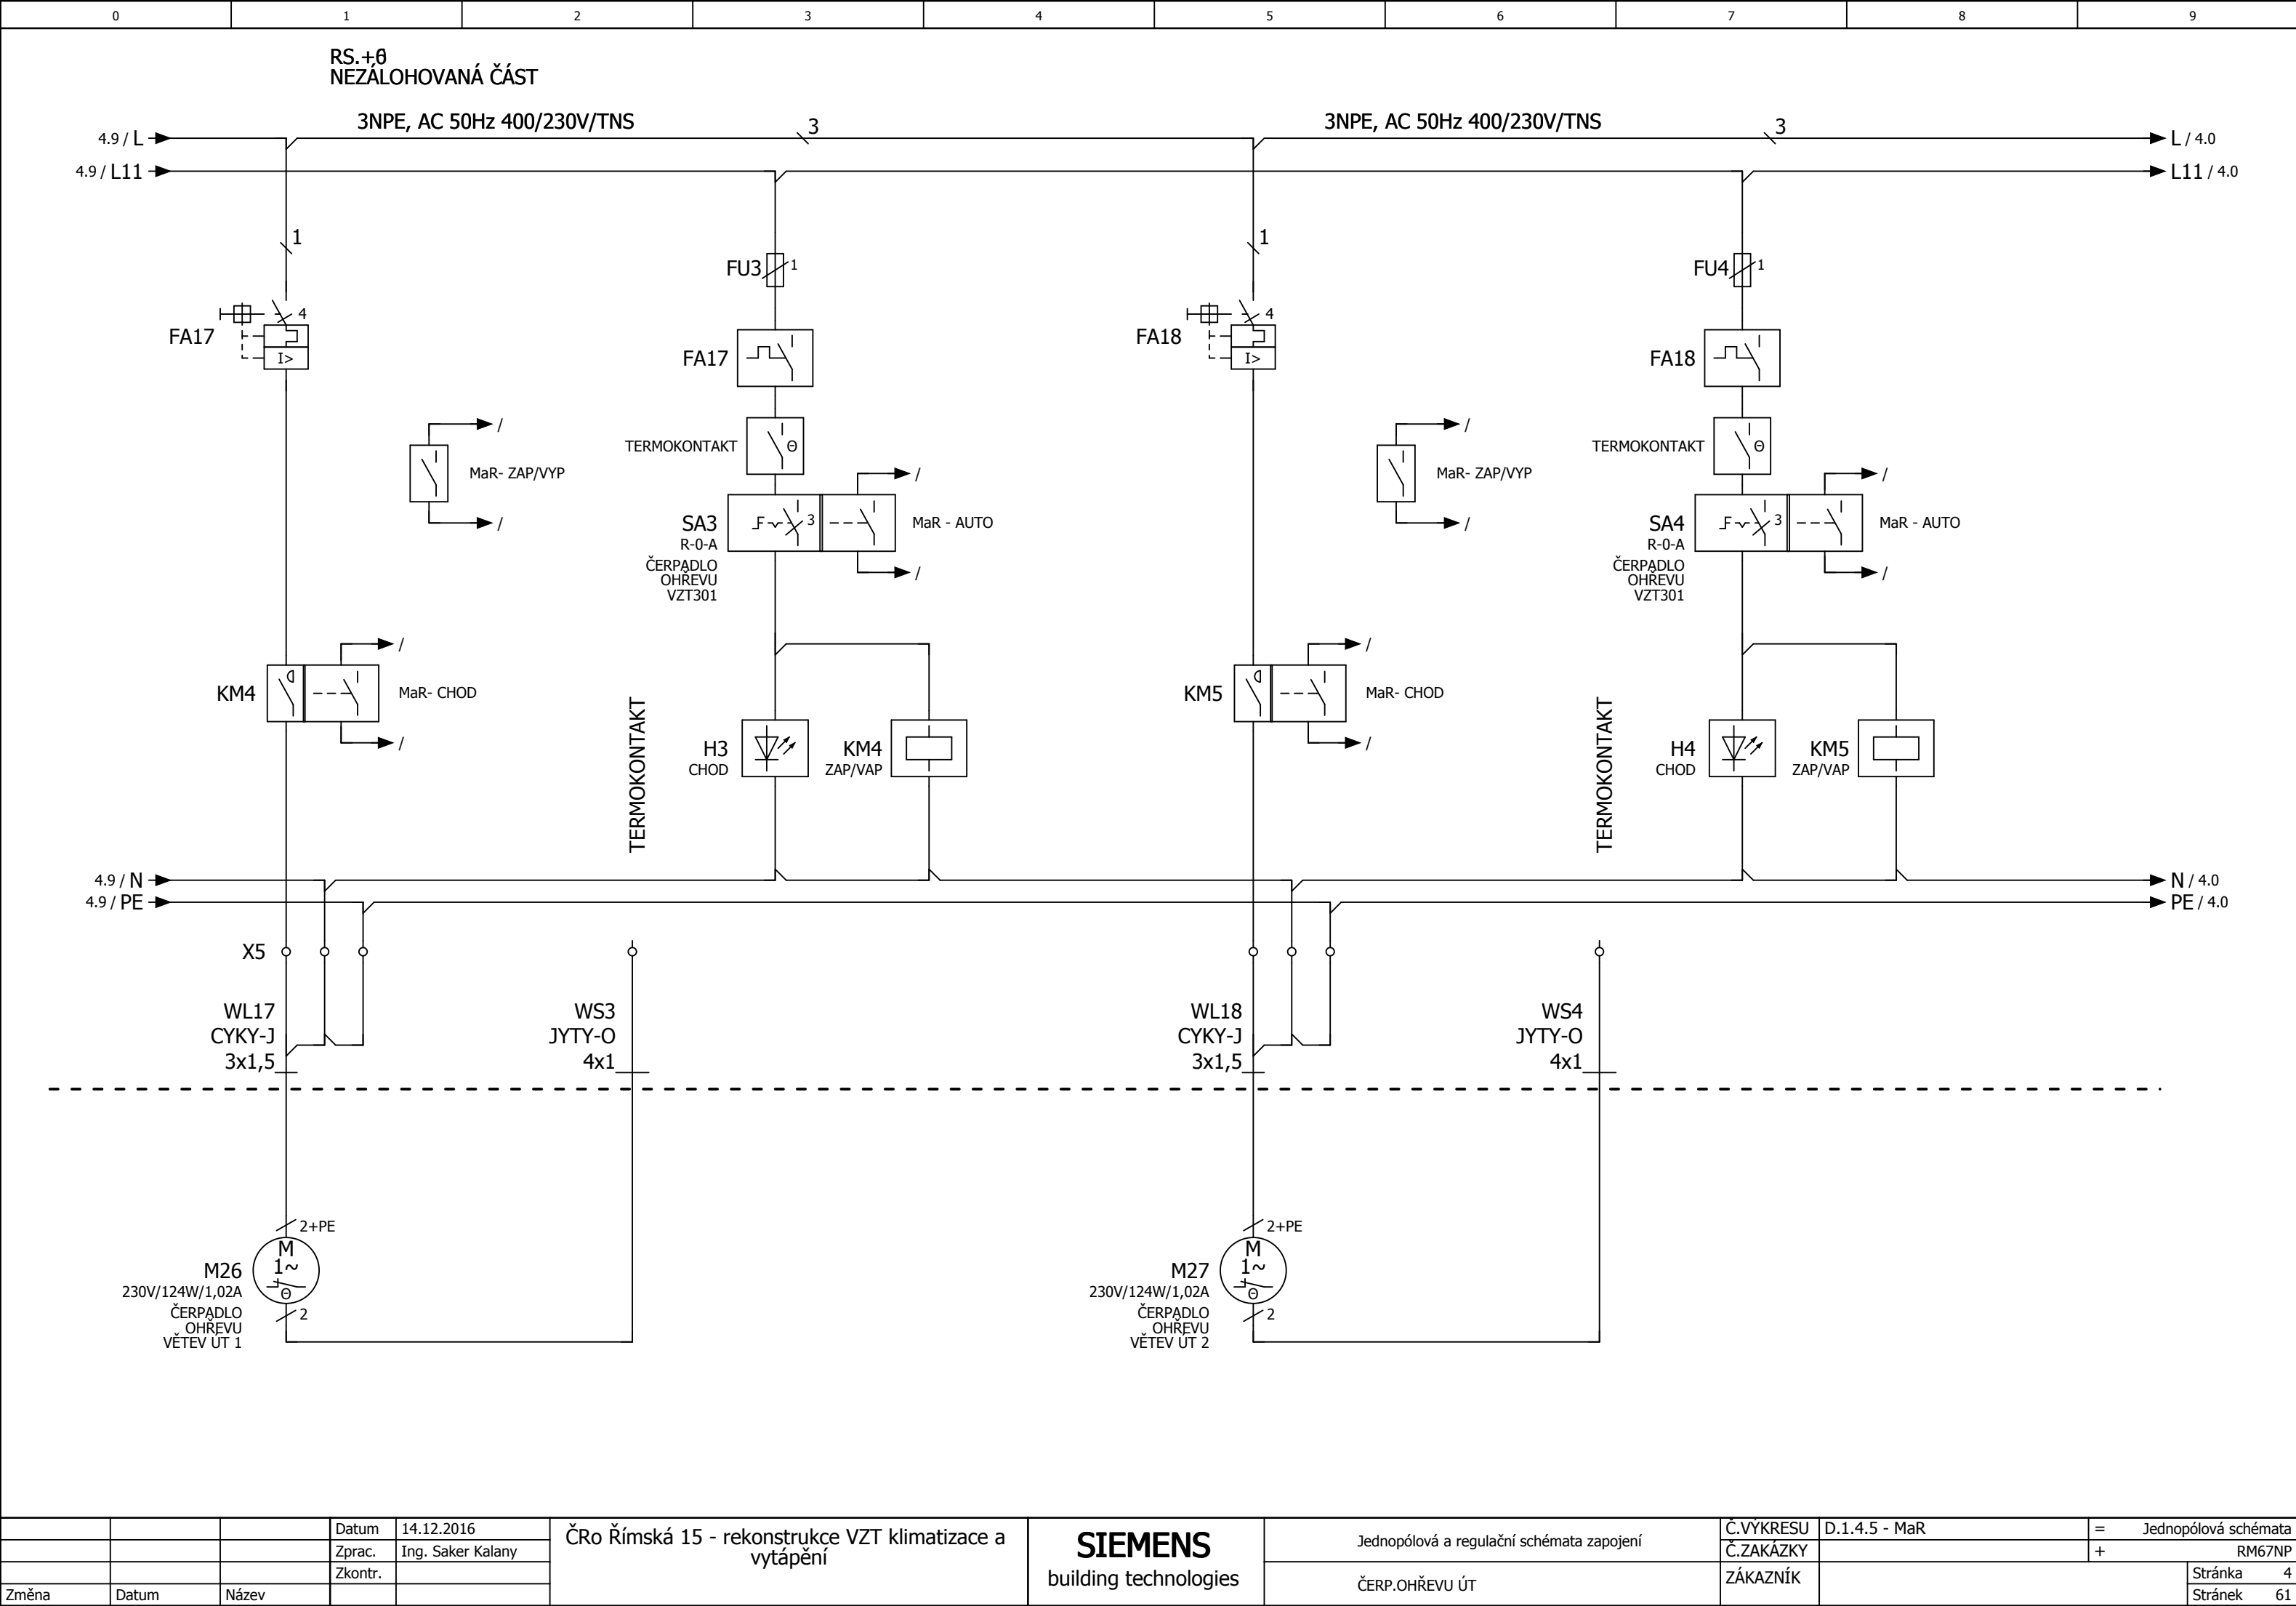 0 1 2 3 4 5 6 7 8 9
NEZÁLOHOVANÁ ČÁST
3NPE, AC 50Hz 400/230V/TNS 3
3NPE, AC 50Hz 400/230V/TNS 3
4.9 / L
L / 4.0
4.9 / L11
L11 / 4.0
1
FU3 1
1
FU4 1
4
FA17
I>
FA17
4
FA18
I>
FA18
/
MaR- ZAP/VYP
/
TERMOKONTAKT Θ
/
MaR- ZAP/VYP
/
TERMOKONTAKT Θ
/
SA3 3 MaR - AUTO
R-0-A
/
ČERPADLO
OHŘEVU
VZT301
/
SA4 3 MaR - AUTO
R-0-A
/
ČERPADLO
OHŘEVU
VZT301
/
KM4 MaR- CHOD
/
TERMOKONTAKT
H3
CHOD
KM4
ZAP/VAP
/
KM5 MaR- CHOD
/
TERMOKONTAKT
H4
CHOD
KM5
ZAP/VAP
4.9 / N
N / 4.0
4.9 / PE
PE / 4.0
X5
WL17
CYKY-J
3x1,5
WS3
JYTY-O
4x1
WL18
CYKY-J
3x1,5
WS4
JYTY-O
4x1
2+PE
M
1~
Θ
M26
230V/124W/1,02A
ČERPADLO
OHŘEVU
VĚTEV ÚT 1
2
2+PE
M
1~
Θ
M27
230V/124W/1,02A
ČERPADLO
OHŘEVU
VĚTEV ÚT 2
2
Datum 14.12.2016
Zprac. Ing. Saker Kalany
Zkontr.
Změna Datum Název
ČRo Římská 15 - rekonstrukce VZT klimatizace a
vytápění
SIEMENS
building technologies
Jednopólová a regulační schémata zapojení
ČERP.OHŘEVU ÚT
Č.VÝKRESU D.1.4.5 - MaR
Č.ZAKÁZKY
ZÁKAZNÍK
= Jednopólová schémata
+ RM67NP
Stránka 4
Stránek 61